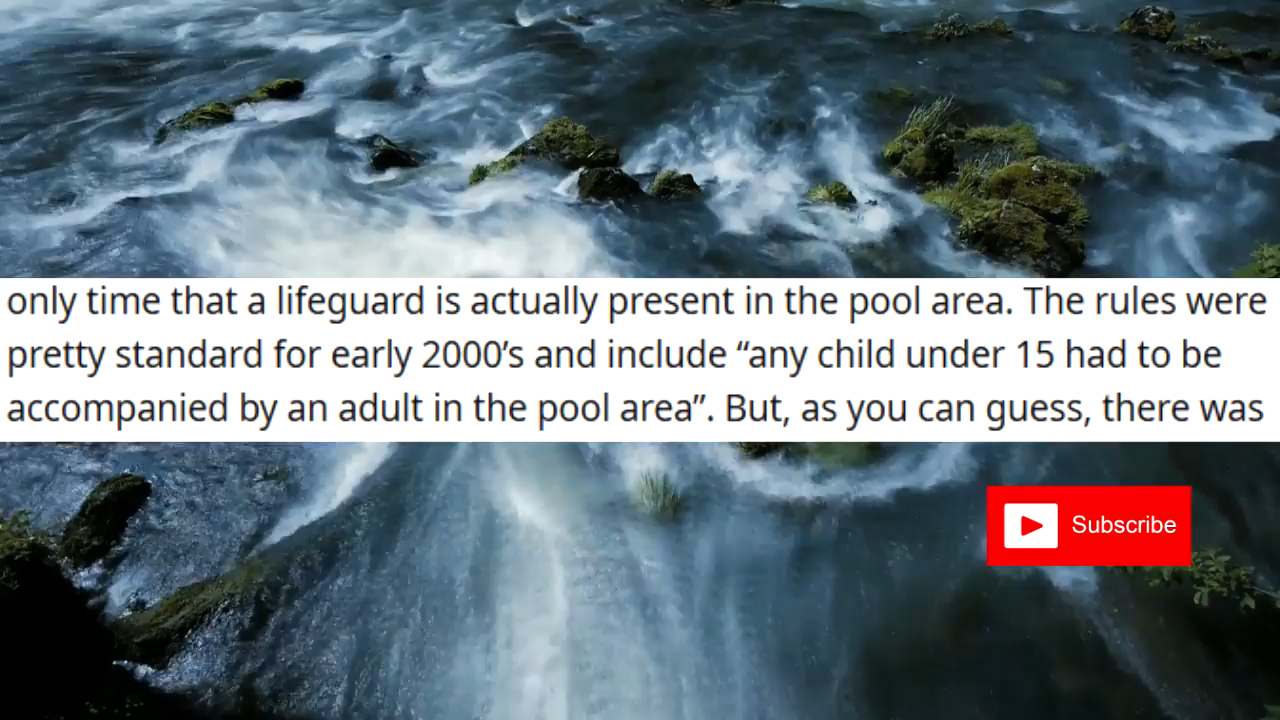 only time that a lifeguard is actually present in the pool area. The rules were
pretty standard for early 2000’s and include “any child under 15 had to be
accompanied by an adult in the pool area”. But, as you can guess, there was
Subscribe